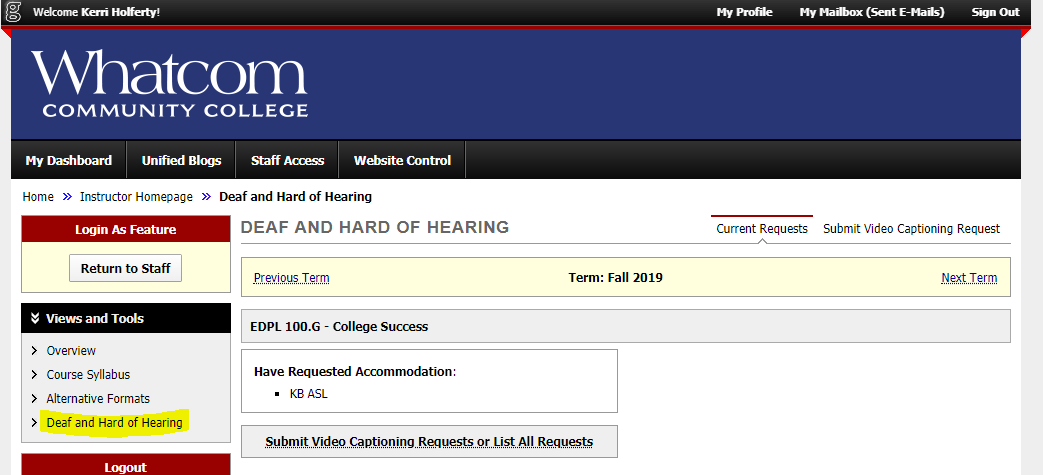 Welcome Kerri Holferty!
My Profile
My Mailbox (Sent E-Mails)
Sign Out
Whatcom
COMMUNITY COLLEGE
My Dashboard
Unified Blogs
Staff Access
Website Control
Home » Instructor Homepage » Deaf and Hard of Hearing
Login As Feature
Return to Staff
Views and Tools
Overview
Course Syllabus
Alternative Formats
Deaf and Hard of Hearing
Logout
DEAF AND HARD OF HEARING
Current Requests
Submit Video Captioning Request
Previous Term
Term: Fall 2019
Next Term
EDPL 100.G - College Success
Have Requested Accommodation:
KB ASL
Submit Video Captioning Requests or List All Requests